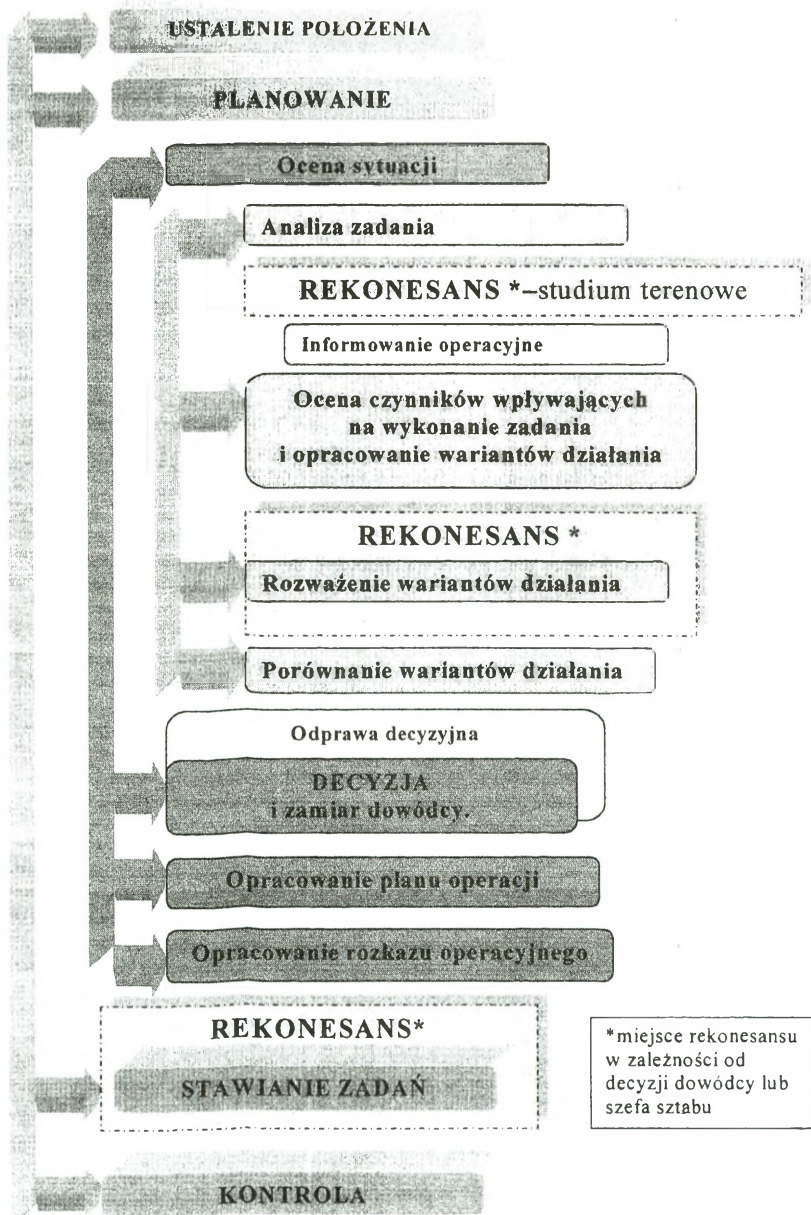 USTALENIE POŁOŻENIA
PLANOWANIE
Ocena sytuacji
Analiza zadania
REKONESANS *–studium terenowe
Informowanie operacyjne
Ocena czynników wpływających
na wykonanie zadania
i opracowanie wariantów działania
REKONESANS *
Rozważenie wariantów działania
Porównanie wariantów działania
Odprawa decyzyjna
DECYZJA
i zamiar dowódcy.
Opracowanie planu operacji
Opracowanie rozkazu operacyjnego
REKONESANS*
STAWIANIE ZADAŃ
*miejsce rekonesansu
w zależności od
decyzji dowódcy lub
szefa sztabu
KONTROLA